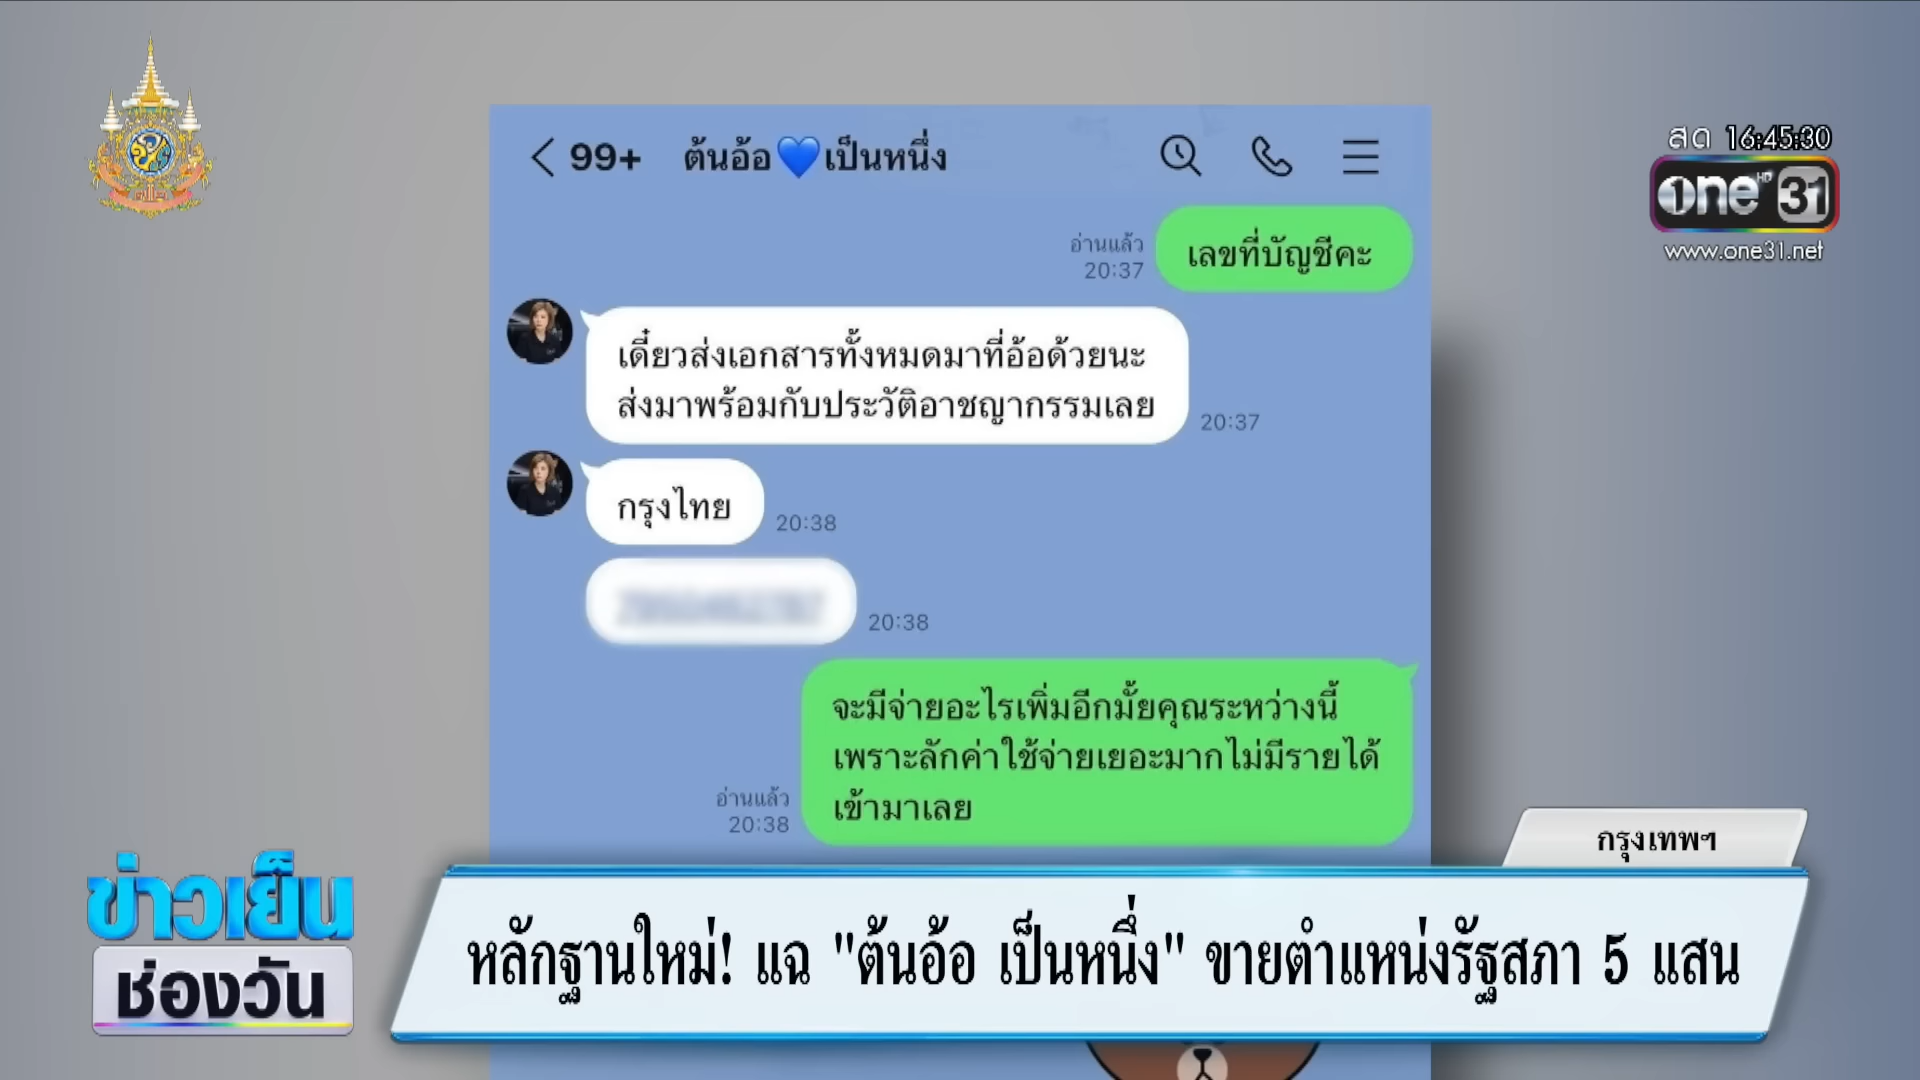 สด 16:45:30
one HD 31
www.one31.net
99+ ต้นอ้อ💙เป็นหนึ่ง
เลขที่บัญชีคะ
อ่านแล้ว
20:37
เดี๋ยวส่งเอกสารทั้งหมดมาที่อ้อด้วยนะ
ส่งมาพร้อมกับประวัติอาชญากรรมเลย
20:37
กรุงไทย
20:38
20:38
จะมีจ่ายอะไรเพิ่มอีกมั้ยคุณระหว่างนี้
เพราะลักค่าใช้จ่ายเยอะมากไม่มีรายได้
เข้ามาเลย
อ่านแล้ว
20:38
กรุงเทพฯ
ข่าวเย็น
ช่องวัน
หลักฐานใหม่! แฉ "ต้นอ้อ เป็นหนึ่ง" ขายตำแหน่งรัฐสภา 5 แสน